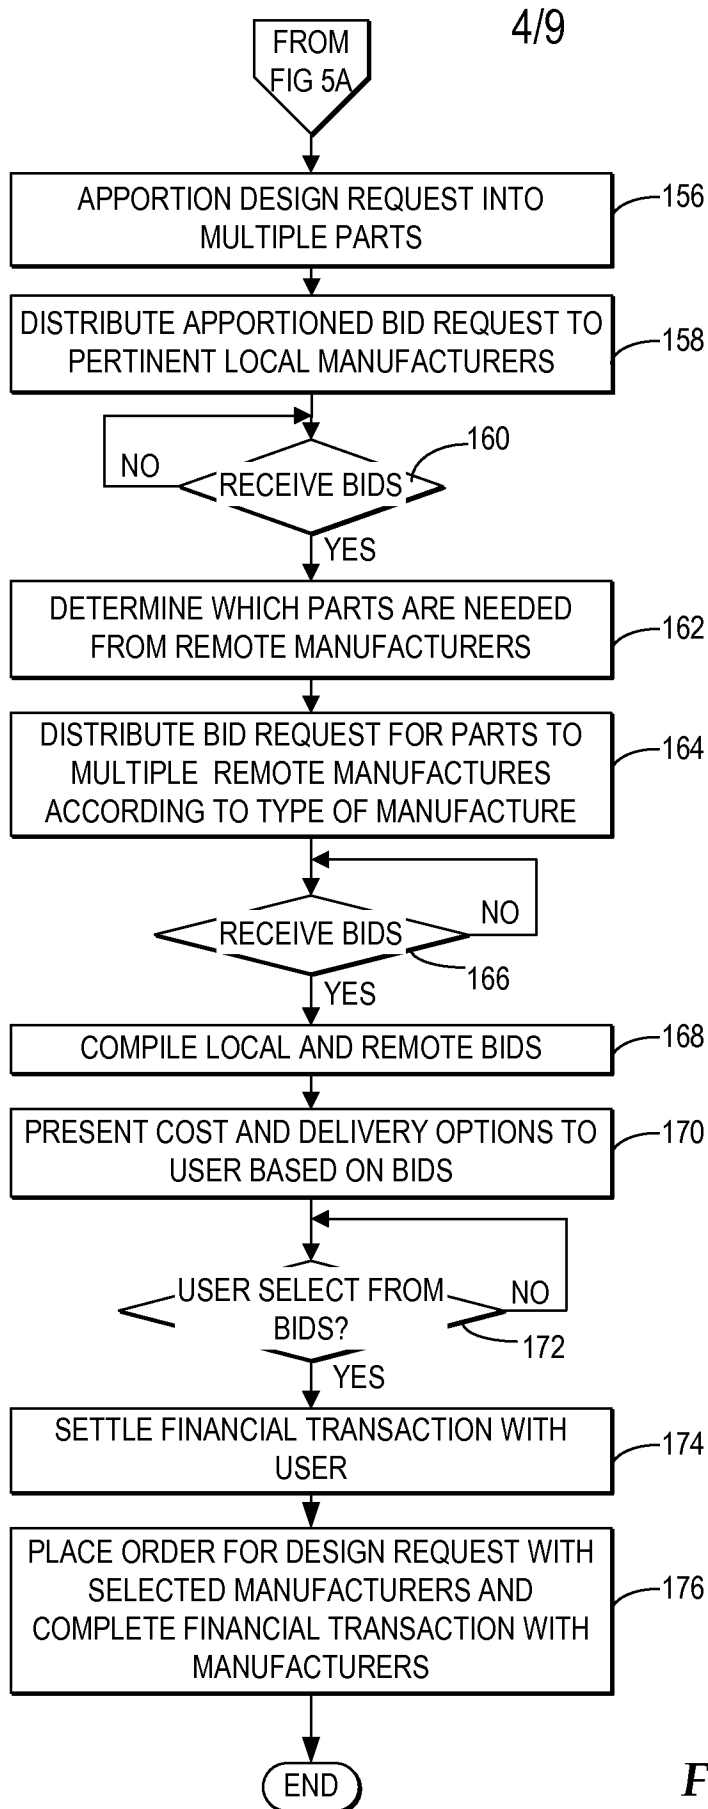 4/9
FROM
FIG 5A
APPORTION DESIGN REQUEST INTO
MULTIPLE PARTS
156
DISTRIBUTE APPORTIONED BID REQUEST TO
PERTINENT LOCAL MANUFACTURERS
158
160
NO
RECEIVE BIDS
YES
DETERMINE WHICH PARTS ARE NEEDED
FROM REMOTE MANUFACTURERS
162
DISTRIBUTE BID REQUEST FOR PARTS TO
MULTIPLE REMOTE MANUFACTURES
ACCORDING TO TYPE OF MANUFACTURE
164
NO
RECEIVE BIDS
166
YES
COMPILE LOCAL AND REMOTE BIDS
168
PRESENT COST AND DELIVERY OPTIONS TO
USER BASED ON BIDS
170
USER SELECT FROM
BIDS?
NO
172
YES
SETTLE FINANCIAL TRANSACTION WITH
USER
174
PLACE ORDER FOR DESIGN REQUEST WITH
SELECTED MANUFACTURERS AND
COMPLETE FINANCIAL TRANSACTION WITH
MANUFACTURERS
176
END
F